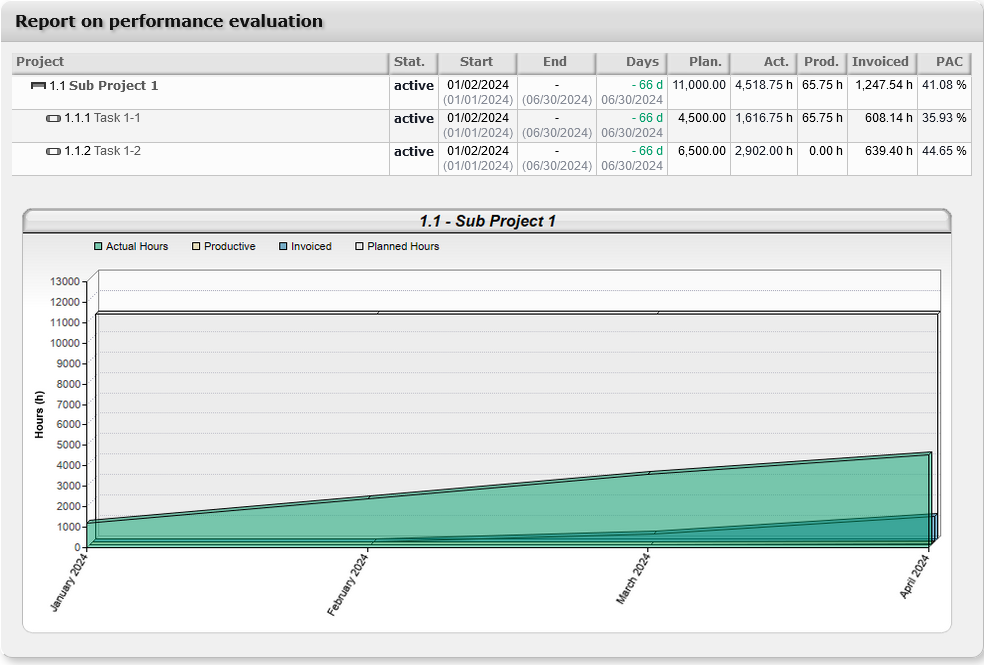 Report on performance evaluation
Project Stat. Start End Days Plan. Act. Prod. Invoiced PAC
1.1 Sub Project 1 active 01/02/2024 - - 66 d 11,000.00 4,518.75 h 65.75 h 1,247.54 h 41.08 %
(01/01/2024) (06/30/2024) 06/30/2024
1.1.1 Task 1-1 active 01/02/2024 - - 66 d 4,500.00 1,616.75 h 65.75 h 608.14 h 35.93 %
(01/01/2024) (06/30/2024) 06/30/2024
1.1.2 Task 1-2 active 01/02/2024 - - 66 d 6,500.00 2,902.00 h 0.00 h 639.40 h 44.65 %
(01/01/2024) (06/30/2024) 06/30/2024
1.1 - Sub Project 1
Actual Hours Productive Invoiced Planned Hours
13000
12000
11000
10000
9000
8000
7000
6000
5000
4000
3000
2000
1000
0
Hours (h)
January 2024 February 2024 March 2024 April 2024